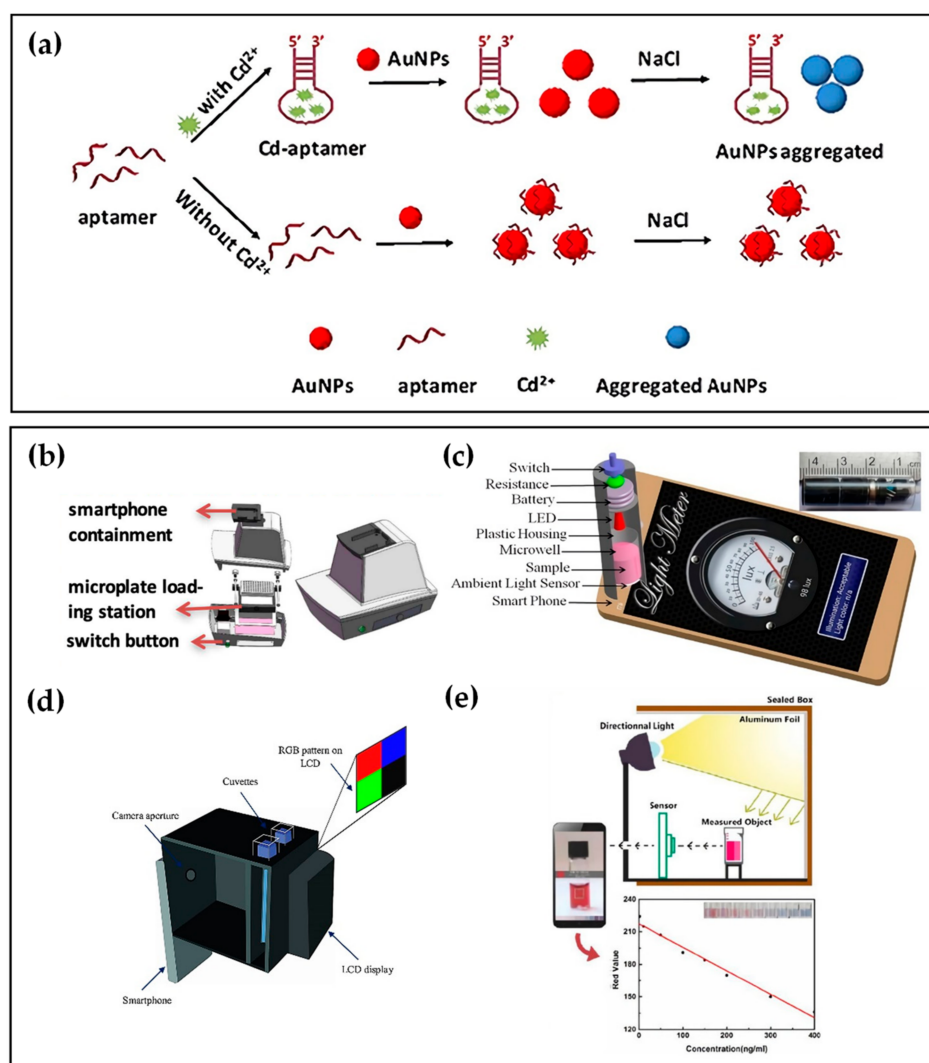 (a)
with Cd²⁺
5’ 3’
AuNPs
5’ 3’
NaCl
5’ 3’
Cd-aptamer
AuNPs aggregated
aptamer
Without Cd²⁺
NaCl
AuNPs
aptamer
Cd²⁺
Aggregated AuNPs
(b)
smartphone
containment
microplate load-
ing station
switch button
(c)
Switch
Resistance
Battery
LED
Plastic Housing
Microwell
Sample
Ambient Light Sensor
Smart Phone
4 3 2 1 cm
Light Meter
lux
98 lux
Illumination: Acceptable
Light color: n/a
(d)
RGB pattern on
LCD
Cuvettes
Camera aperture
LCD display
Smartphone
(e)
Sealed Box
Aluminum Foil
Directionnal Light
Sensor
Measured Object
240
210
180
150
120
Red Value
0 100 200 300 400
Concentration(ng/ml)